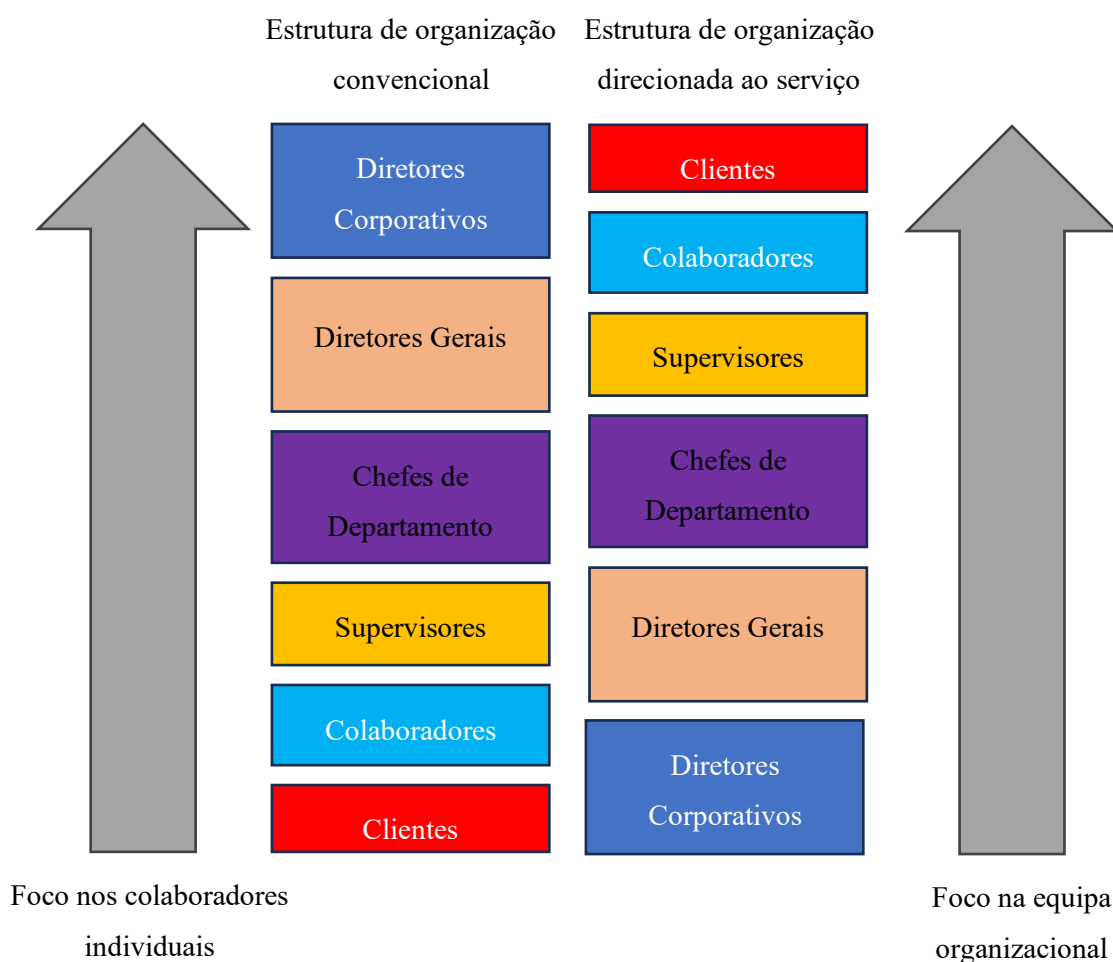 Estrutura de organização
convencional
Estrutura de organização
direcionada ao serviço
Diretores
Corporativos
Diretores Gerais
Chefes de
Departamento
Supervisores
Colaboradores
Clientes
Clientes
Colaboradores
Supervisores
Chefes de
Departamento
Diretores Gerais
Diretores
Corporativos
Foco nos colaboradores
individuais
Foco na equipa
organizacional